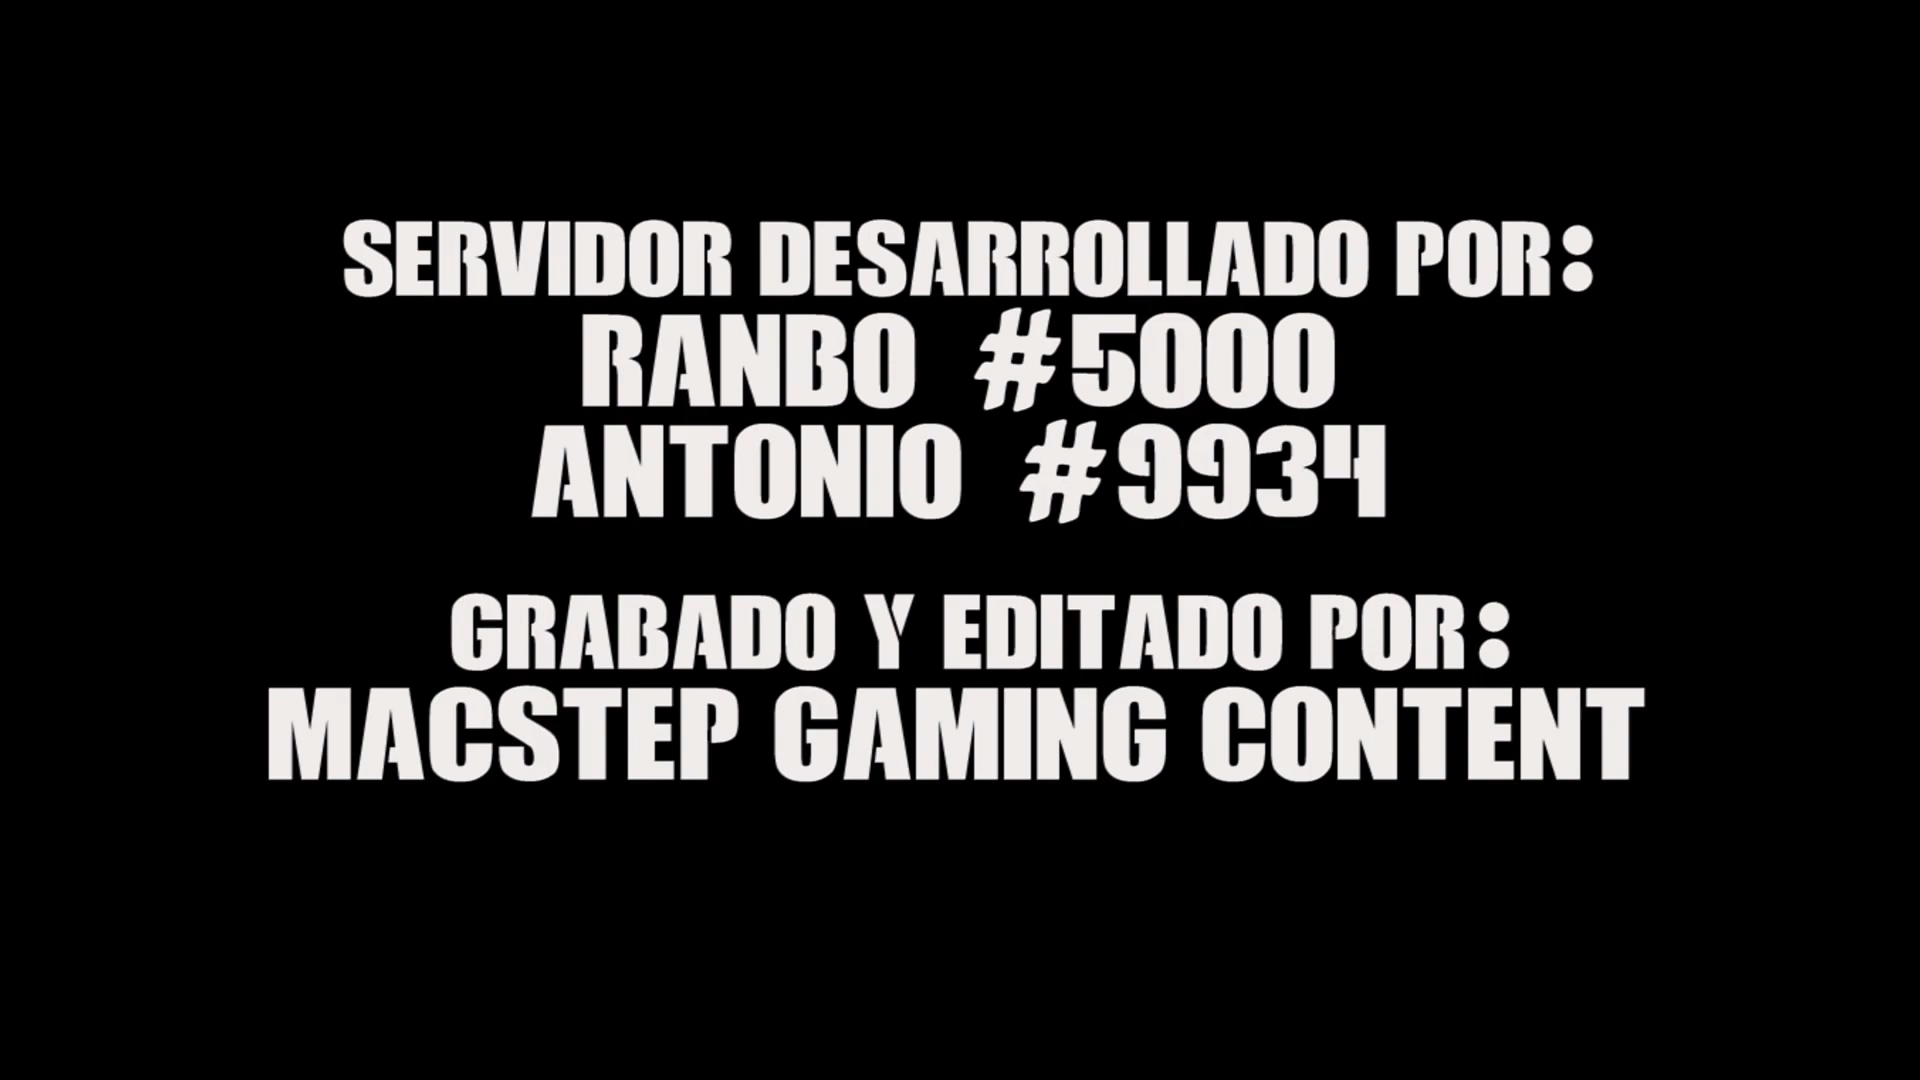 SERVIDOR DESARROLLADO POR:
RANBO #5000
ANTONIO #9934
GRABADO Y EDITADO POR:
MACSTEP GAMING CONTENT